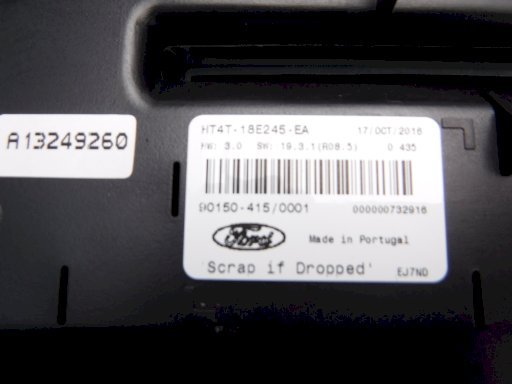 A13249260
HT4T-18E245-EA 17/OCT/2016
HW: 3.0 SW: 19.3.1(R08.5) 0 435
90150-415/0001 000000732916
Ford Made in Portugal
'Scrap if Dropped' EJ7ND